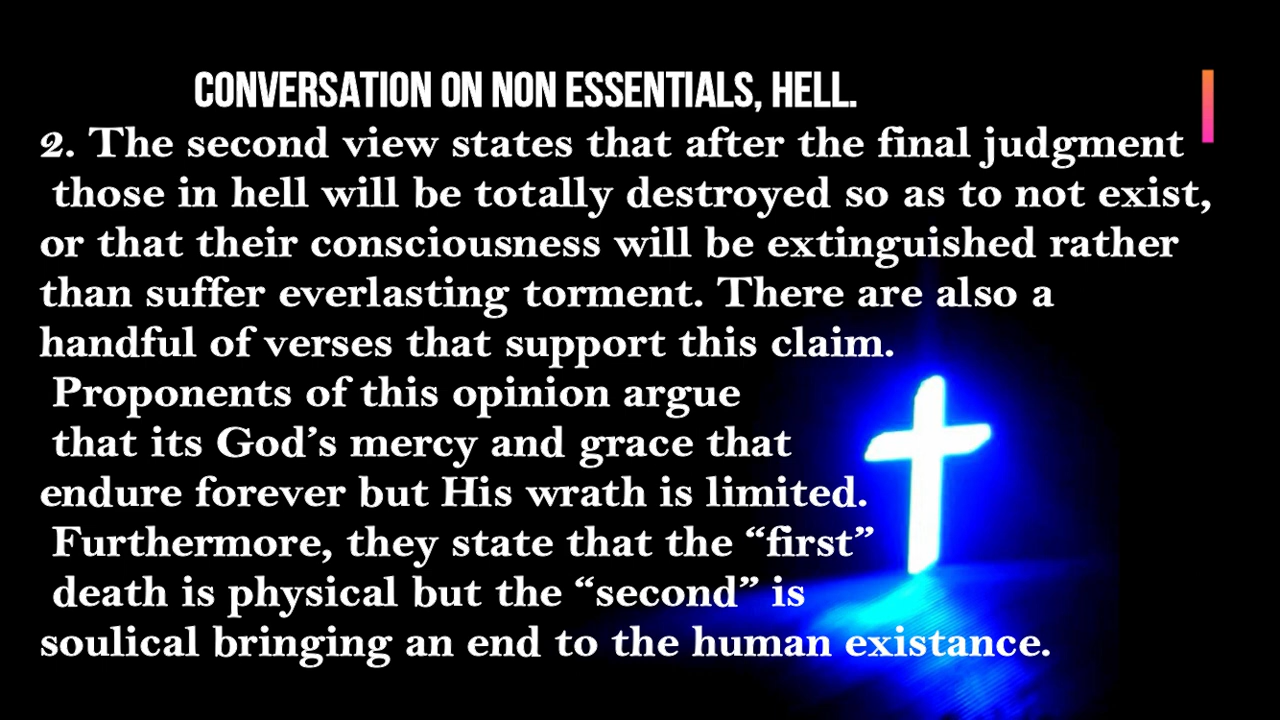 CONVERSATION ON NON ESSENTIALS, HELL.
2. The second view states that after the final judgment
those in hell will be totally destroyed so as to not exist,
or that their consciousness will be extinguished rather
than suffer everlasting torment. There are also a
handful of verses that support this claim.
Proponents of this opinion argue
that its God’s mercy and grace that
endure forever but His wrath is limited.
Furthermore, they state that the “first”
death is physical but the “second” is
soulical bringing an end to the human existance.